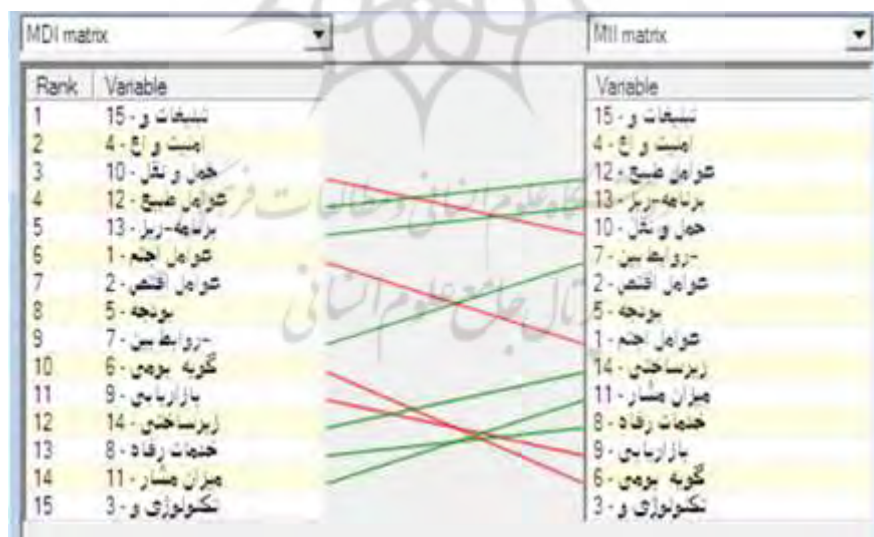 MDI matrix MII matrix
Rank Variable Variable
1 تبلیغات و - 15 تبلیغات و - 15
2 امنیت و اغ - 4 امنیت و اغ - 4
3 حمل و نقل - 10 عوامل طبیع - 12
4 عوامل طبیع - 12 برنامه-ریز - 13
5 برنامه-ریز - 13 حمل و نقل - 10
6 عوامل اجتم - 1 -روابط بین - 7
7 عوامل اقتص - 2 عوامل اقتص - 2
8 بودجه - 5 بودجه - 5
9 -روابط بین - 7 عوامل اجتم - 1
10 گویه بومی - 6 زیرساختی - 14
11 بازاریابی - 9 میزان مشار - 11
12 زیرساختی - 14 خدمات رفاه - 8
13 خدمات رفاه - 8 بازاریابی - 9
14 میزان مشار - 11 گویه بومی - 6
15 تکنولوژی و - 3 تکنولوژی و - 3